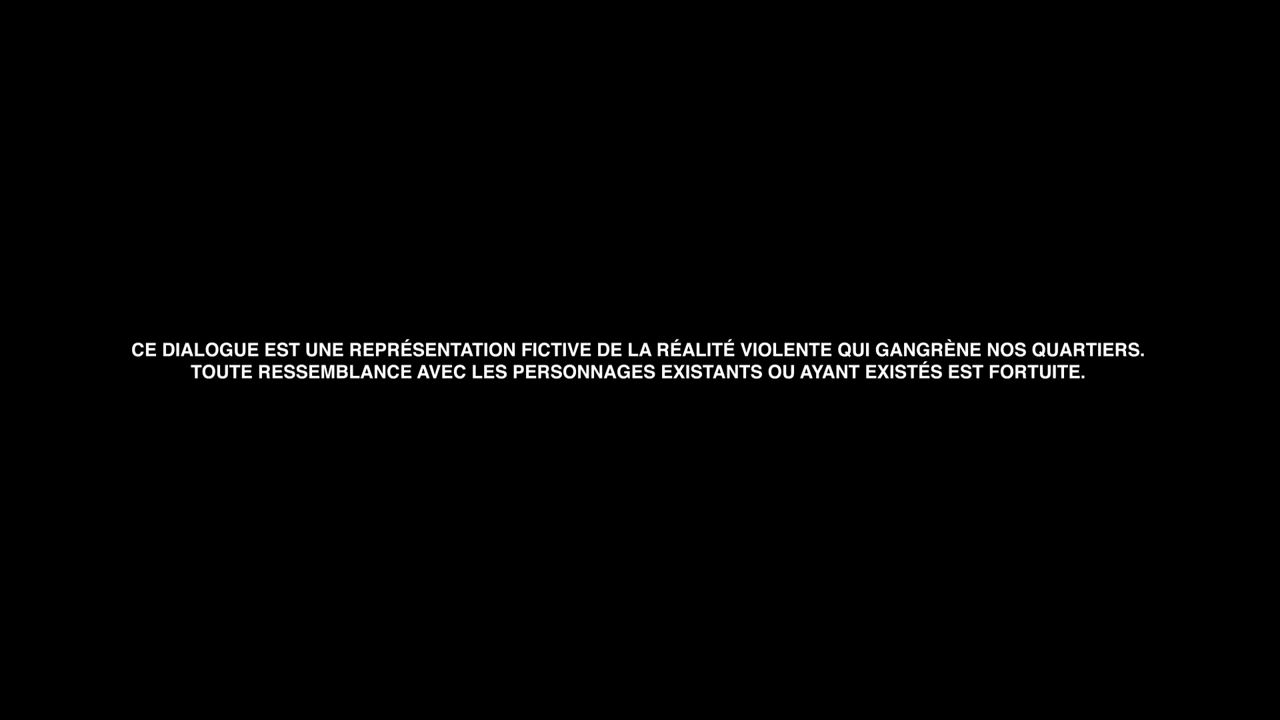 CE DIALOGUE EST UNE REPRÉSENTATION FICTIVE DE LA RÉALITÉ VIOLENTE QUI GANGRÈNE NOS QUARTIERS.
TOUTE RESSEMBLANCE AVEC LES PERSONNAGES EXISTANTS OU AYANT EXISTÉS EST FORTUITE.